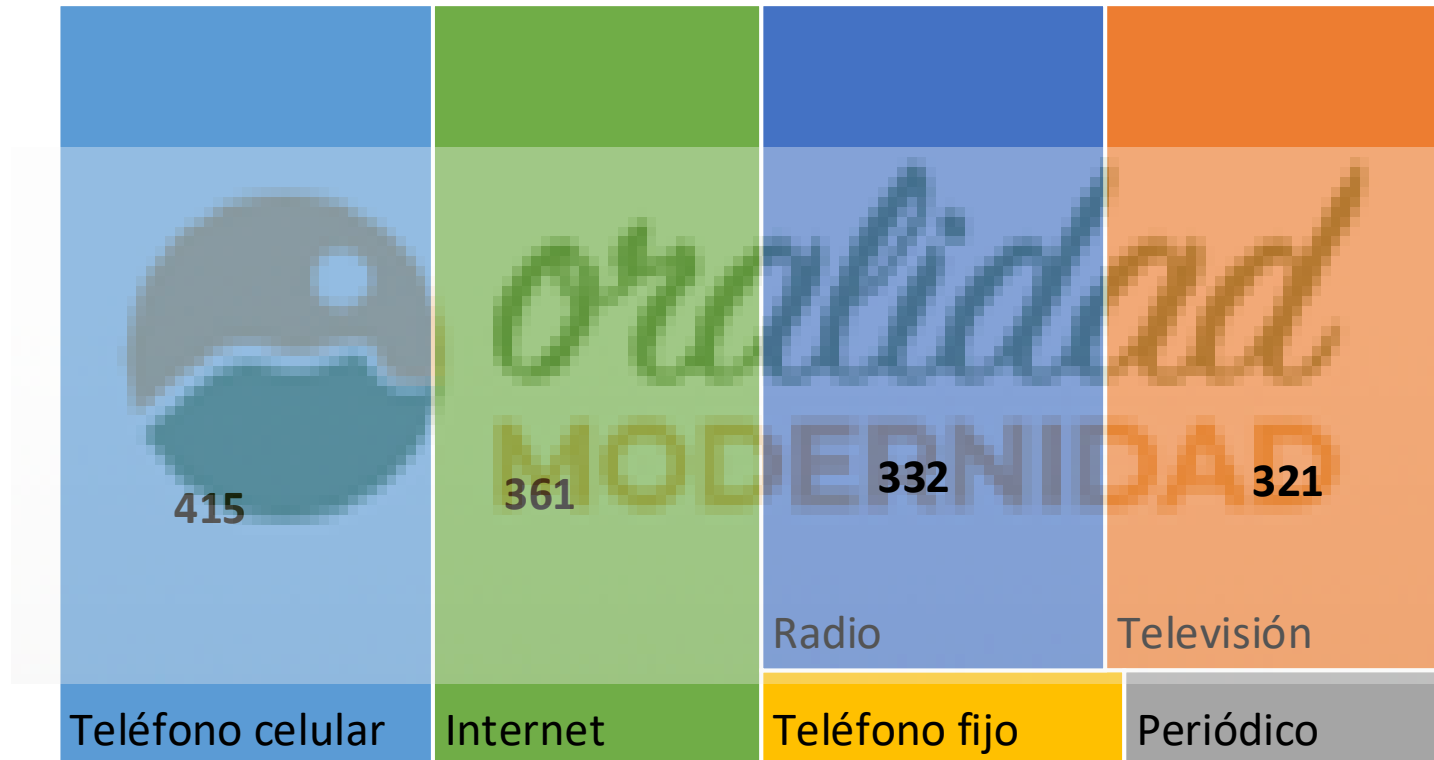 oralidad
MODERNIDAD
415
361
332
321
Radio
Televisión
Teléfono celular
Internet
Teléfono fijo
Periódico